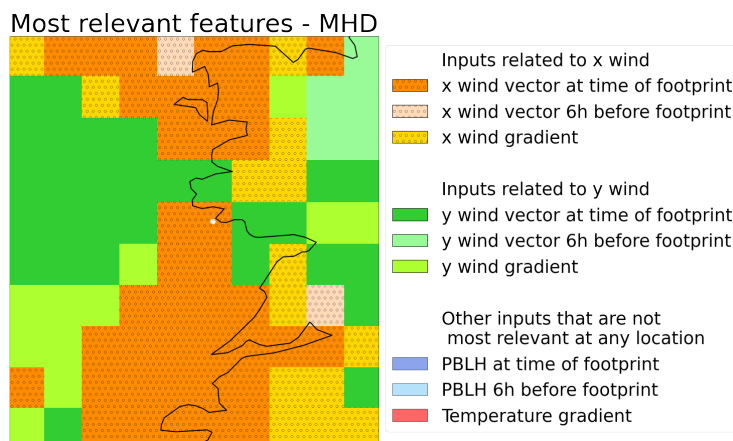 Most relevant features - MHD
Inputs related to x wind
x wind vector at time of footprint
x wind vector 6h before footprint
x wind gradient
Inputs related to y wind
y wind vector at time of footprint
y wind vector 6h before footprint
y wind gradient
Other inputs that are not
most relevant at any location
PBLH at time of footprint
PBLH 6h before footprint
Temperature gradient